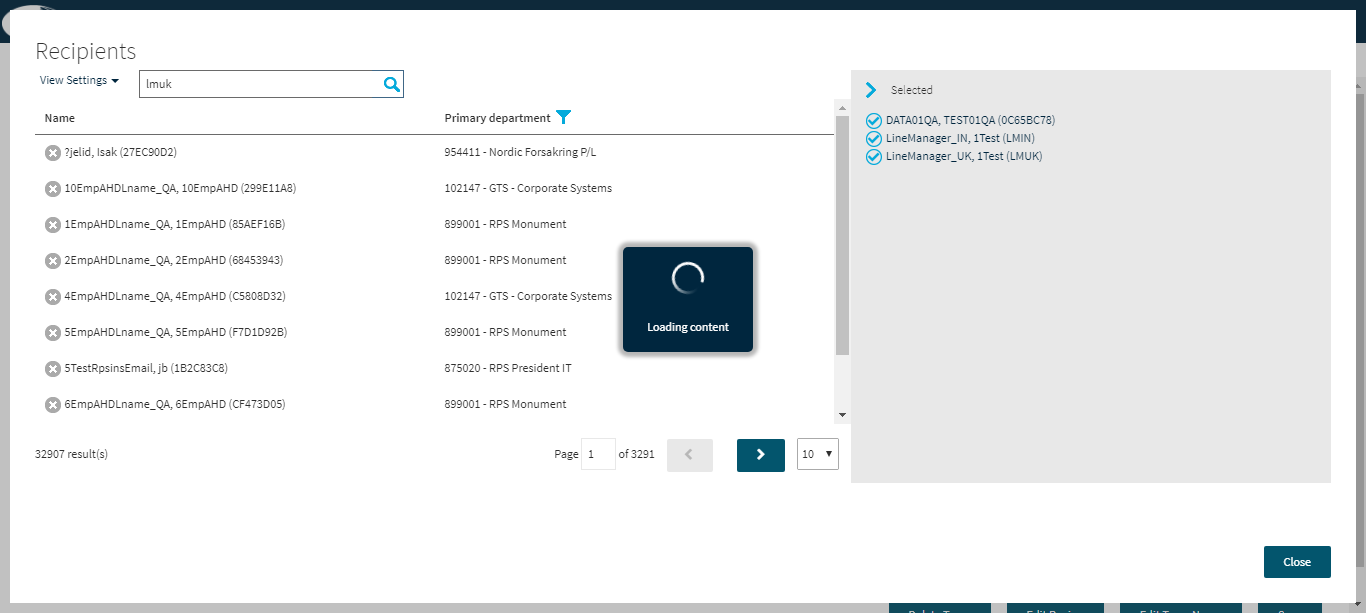 Recipients
View Settings
lmuk
Name Primary department
?jelid, Isak (27EC90D2) 954411 - Nordic Forsakring P/L
10EmpAHDLname_QA, 10EmpAHD (299E11A8) 102147 - GTS - Corporate Systems
1EmpAHDLname_QA, 1EmpAHD (85AEF16B) 899001 - RPS Monument
2EmpAHDLname_QA, 2EmpAHD (68453943) 899001 - RPS Monument
4EmpAHDLname_QA, 4EmpAHD (C5808D32) 102147 - GTS - Corporate Systems
5EmpAHDLname_QA, 5EmpAHD (F7D1D92B) 899001 - RPS Monument
5TestRpsinsEmail, jb (1B2C83C8) 875020 - RPS President IT
6EmpAHDLname_QA, 6EmpAHD (CF473D05) 899001 - RPS Monument
Loading content
32907 result(s) Page 1 of 3291 10
Selected
DATA01QA, TEST01QA (0C65BC78)
LineManager_IN, 1Test (LMIN)
LineManager_UK, 1Test (LMUK)
Close